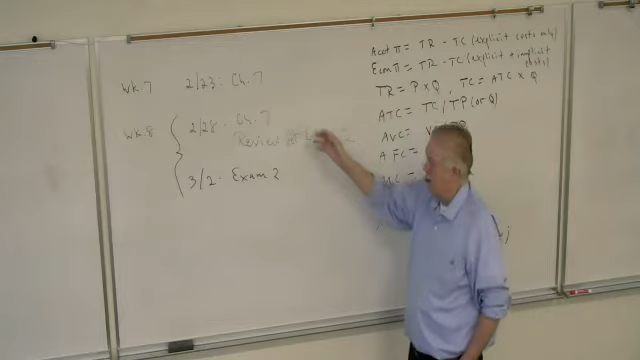 Wk.7 2/23: Ch.7
Wk.8 2/28: Ch.7
Review
3/2: Exam 2
Acct π = TR - TC (explicit costs only)
Econ π = TR - TC (explicit + implicit costs)
TR = P x Q, TC = ATC x Q
ATC = TC / TP (or Q)
AVC =
AFC =
MC =